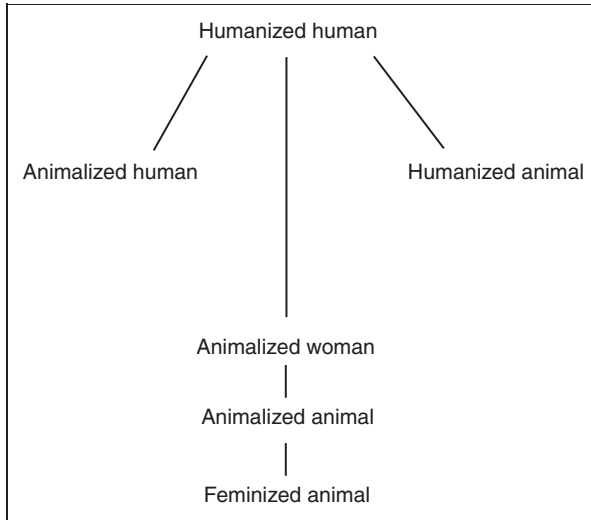 Humanized human
Animalized human
Humanized animal
Animalized woman
Animalized animal
Feminized animal